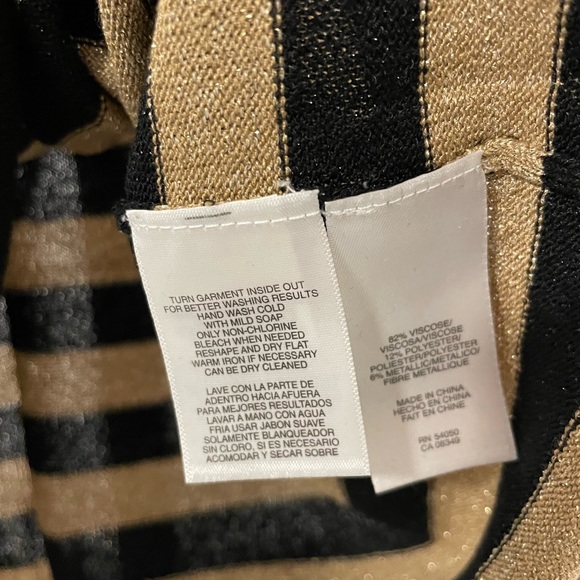 TURN GARMENT INSIDE OUT
FOR BETTER WASHING RESULTS
HAND WASH COLD
WITH MILD SOAP
ONLY NON-CHLORINE
BLEACH WHEN NEEDED
RESHAPE AND DRY FLAT
WARM IRON IF NECESSARY
CAN BE DRY CLEANED
LAVE CON LA PARTE DE
ADENTRO HACIA AFUERA
PARA MEJORES RESULTADOS
LAVAR A MANO CON AGUA
FRIA USAR JABON SUAVE
SOLAMENTE BLANQUEADOR
SIN CLORO, SI ES NECESARIO
ACOMODAR Y SECAR
82% VISCOSE/
VISCOSA/VISCOSE
12% POLYESTER/
POLIESTER/POLYESTER
6% METALLIC/METALICO/
FIBRE METALLIQUE
MADE IN CHINA
HECHO EN CHINA
FAIT EN CHINE
RN 54050
CA 08349